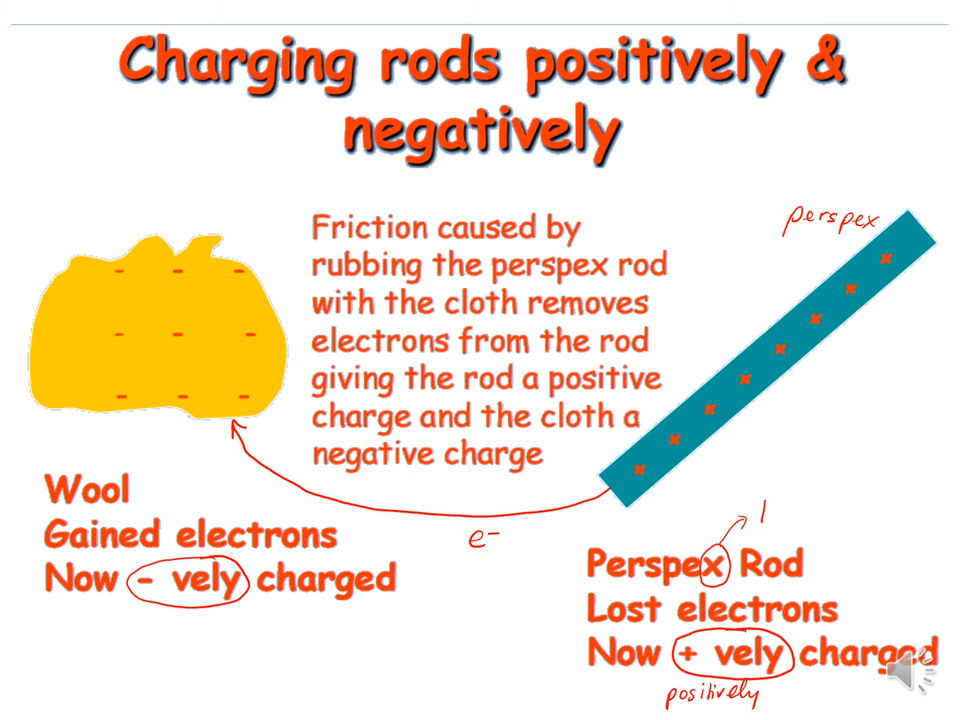 Charging rods positively &
negatively
perspex
Friction caused by
rubbing the perspex rod
with the cloth removes
electrons from the rod
giving the rod a positive
charge and the cloth a
negative charge
- - -
- - -
- - -
+ + + + + + + +
Wool
Gained electrons
Now - vely charged
e-
Perspex Rod
Lost electrons
Now + vely charged
positively